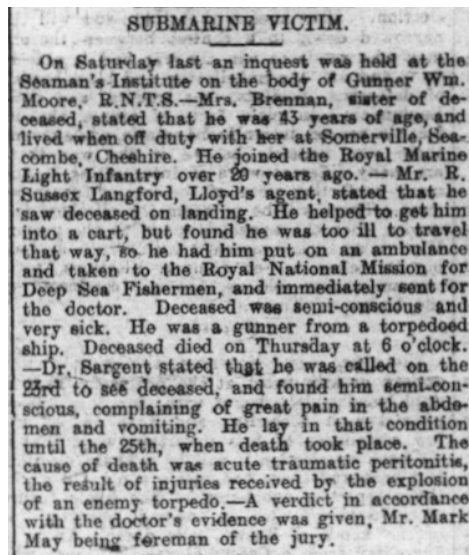 SUBMARINE VICTIM.
On Saturday last an inquest was held at the
Seaman's Institute on the body of Gunner Wm.
Moore, R.N.T.S.—Mrs. Brennan, sister of de-
ceased, stated that he was 43 years of age, and
lived when off duty with her at Somerville, Sea-
combe, Cheshire. He joined the Royal Marine
Light Infantry over 20 years ago.—Mr. R.
Sussex Langford, Lloyd's agent, stated that he
saw deceased on landing. He helped to get him
into a cart, but found he was too ill to travel
that way, so he had him put on an ambulance
and taken to the Royal National Mission for
Deep Sea Fishermen, and immediately sent for
the doctor. Deceased was semi-conscious and
very sick. He was a gunner from a torpedoed
ship. Deceased died on Thursday at 6 o'clock.
—Dr. Sargent stated that he was called on the
23rd to see deceased, and found him semi-con-
scious, complaining of great pain in the abdo-
men and vomiting. He lay in that condition
until the 25th, when death took place. The
cause of death was acute traumatic peritonitis,
the result of injuries received by the explosion
of an enemy torpedo.—A verdict in accordance
with the doctor's evidence was given, Mr. Mark
May being foreman of the jury.